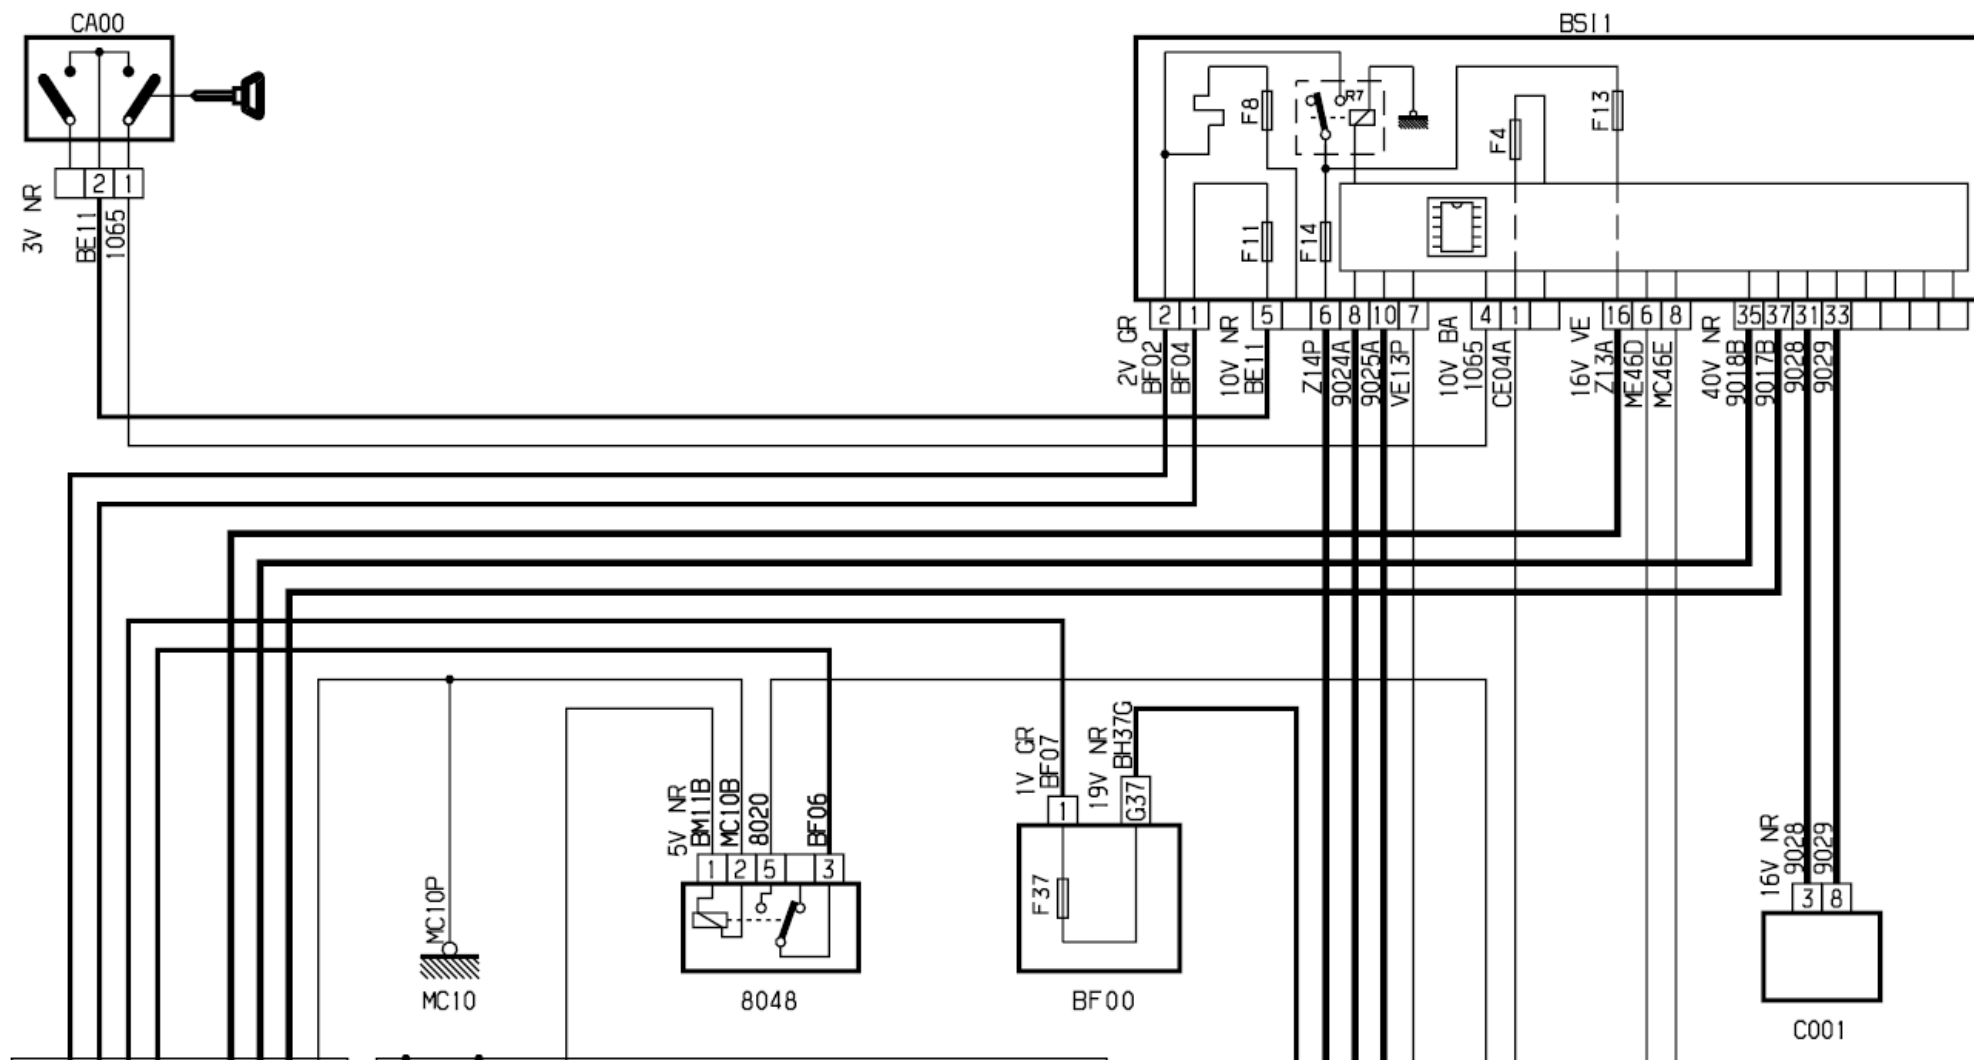 CA00
BSI1
R7
F8
F4
F13
F11
F14
2
1
3V NR
BE11
1065
2
1
5
6
8
10
7
4
1
16
6
8
35
37
31
33
2V GR
BF02
BF04
10V NR
BE11
Z14P
9024A
9025A
VE13P
10V BA
1065
CE04A
16V VE
Z13A
ME46D
MC46E
40V NR
9018B
9017B
9028
9029
5V NR
BM11B
MC10B
8020
BF06
1V GR
BF07
19V NR
BH37G
1
G37
16V NR
9028
9029
1
2
5
3
MC10P
F37
3
8
MC10
8048
BF00
C001